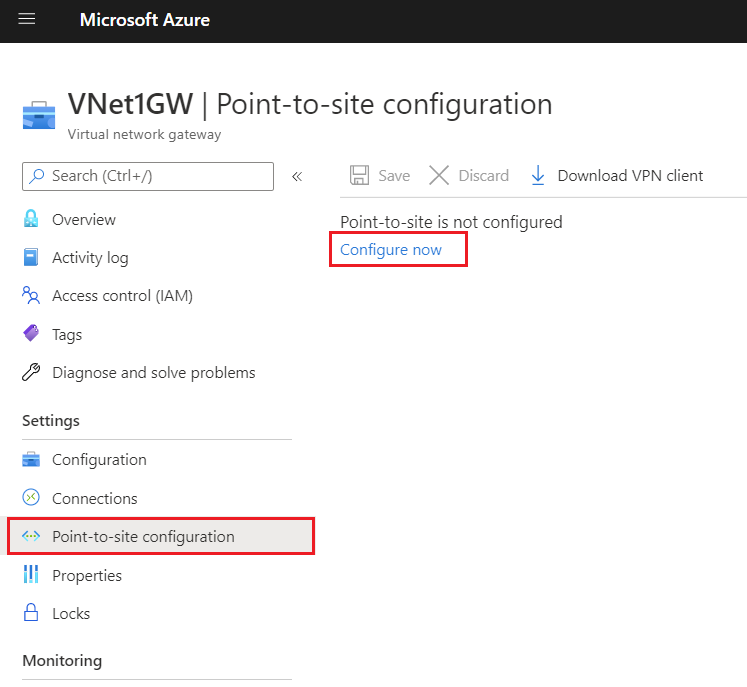 Microsoft Azure
VNet1GW | Point-to-site configuration
Virtual network gateway
Search (Ctrl+/)
«
Save
Discard
Download VPN client
Overview
Activity log
Access control (IAM)
Tags
Diagnose and solve problems
Settings
Configuration
Connections
Point-to-site configuration
Properties
Locks
Monitoring
Point-to-site is not configured
Configure now